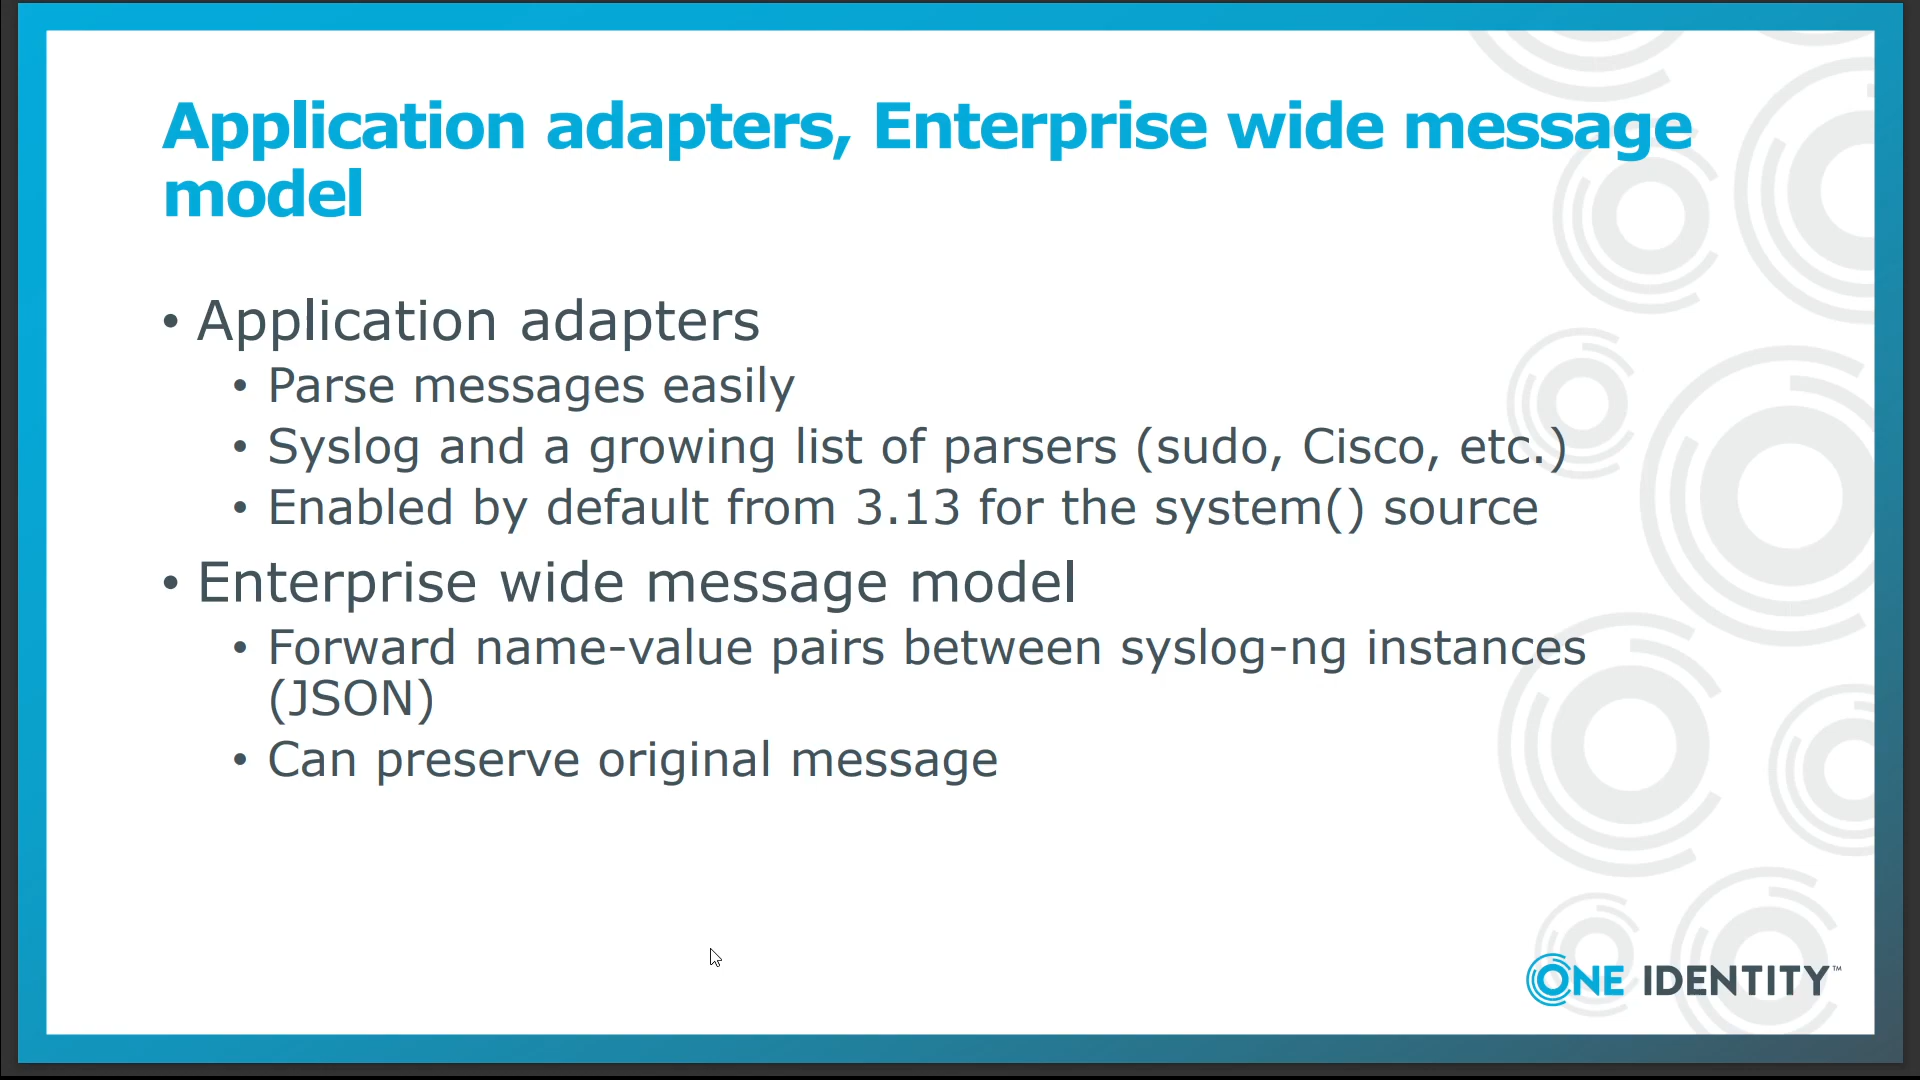 Application adapters, Enterprise wide message
model
• Application adapters
• Parse messages easily
• Syslog and a growing list of parsers (sudo, Cisco, etc.)
• Enabled by default from 3.13 for the system() source
• Enterprise wide message model
• Forward name-value pairs between syslog-ng instances
(JSON)
• Can preserve original message
ONE IDENTITY™